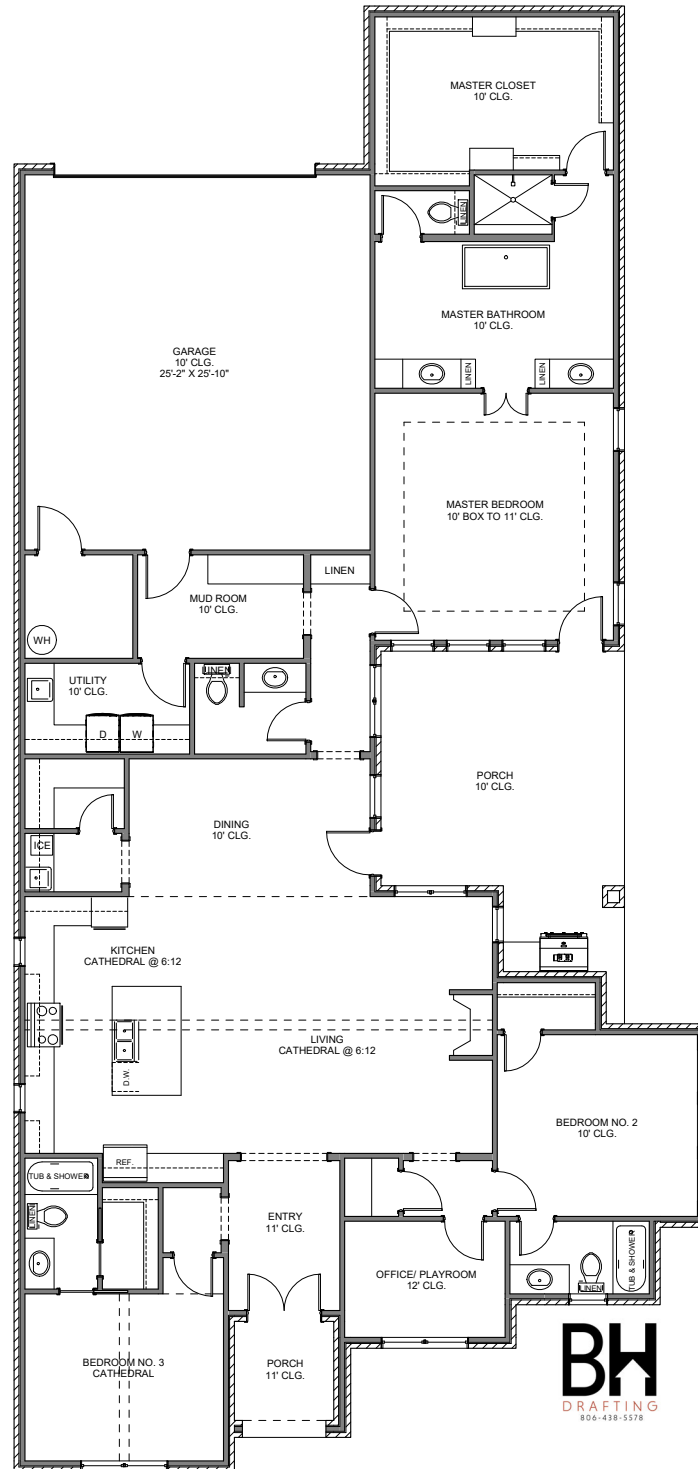 MASTER CLOSET
10' CLG.
LINEN
MASTER BATHROOM
10' CLG.
LINEN
LINEN
GARAGE
10' CLG.
25'-2" X 25'-10"
MASTER BEDROOM
10' BOX TO 11' CLG.
LINEN
MUD ROOM
10' CLG.
WH
UTILITY
10' CLG.
LINEN
D
W
PORCH
10' CLG.
DINING
10' CLG.
ICE
KITCHEN
CATHEDRAL @ 6:12
LIVING
CATHEDRAL @ 6:12
D.W.
BEDROOM NO. 2
10' CLG.
REF.
TUB & SHOWER
LINEN
ENTRY
11' CLG.
OFFICE/ PLAYROOM
12' CLG.
TUB & SHOWER
LINEN
BEDROOM NO. 3
CATHEDRAL
PORCH
11' CLG.
BH
DRAFTING
806-438-5578